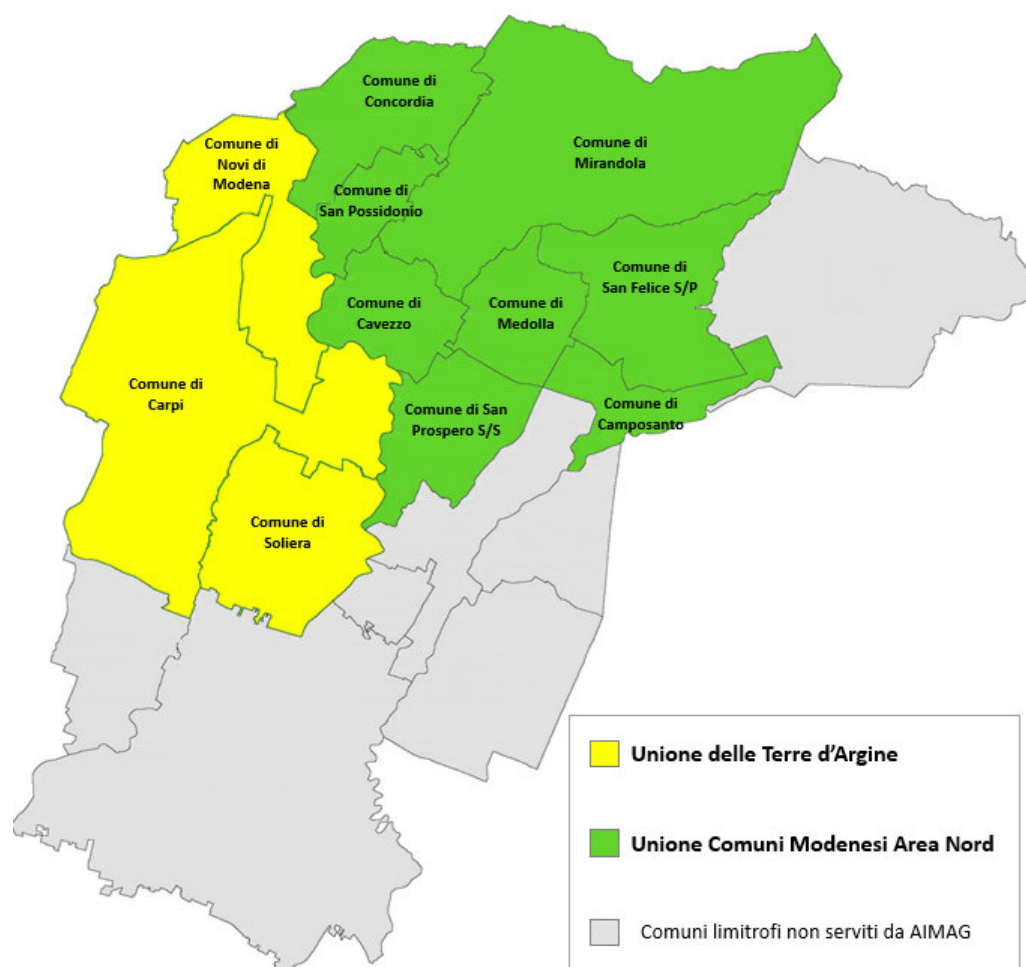 Comune di
Concordia
Comune di
Novi di
Modena
Comune di
Mirandola
Comune di
San Possidonio
Comune di
San Felice S/P
Comune di
Cavezzo
Comune di
Medolla
Comune di
Carpi
Comune di San
Prospero S/S
Comune di
Camposanto
Comune di
Soliera
Unione delle Terre d’Argine
Unione Comuni Modenesi Area Nord
Comuni limitrofi non serviti da AIMAG